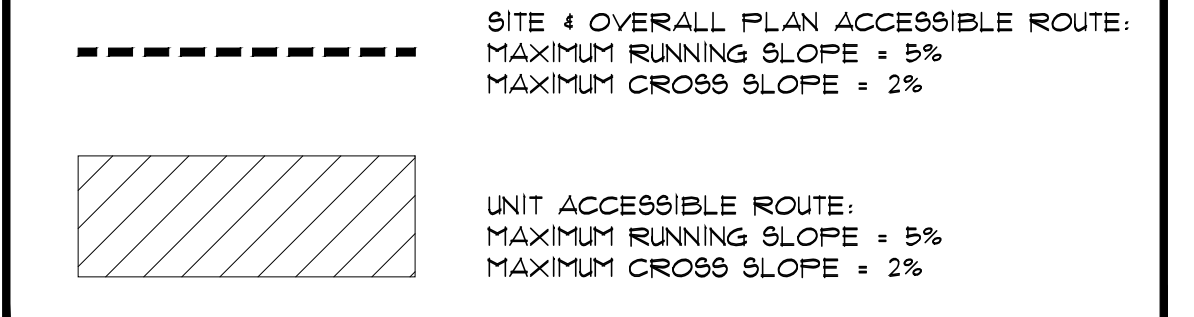 SITE & OVERALL PLAN ACCESSIBLE ROUTE:
MAXIMUM RUNNING SLOPE = 5%
MAXIMUM CROSS SLOPE = 2%
UNIT ACCESSIBLE ROUTE:
MAXIMUM RUNNING SLOPE = 5%
MAXIMUM CROSS SLOPE = 2%